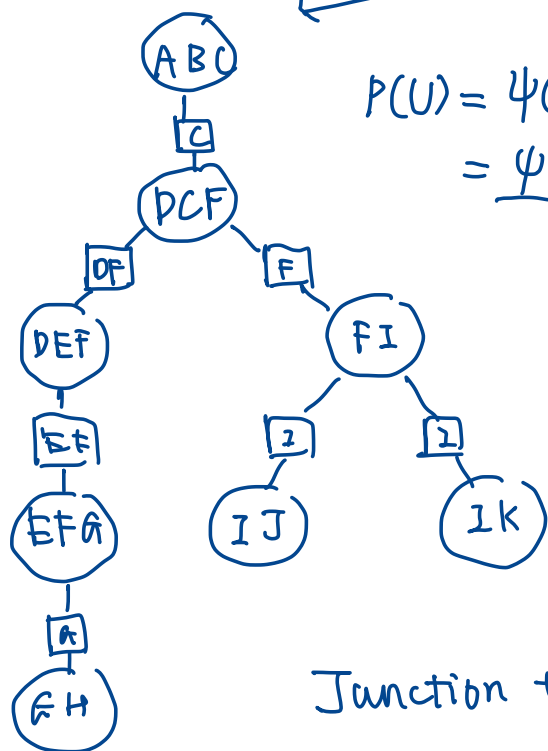 ABC
P(U) = Ψ(
C
= Ψ
DCF
DF
F
DEF
FI
EF
I
I
EFG
IJ
IK
G
GH
Junction t